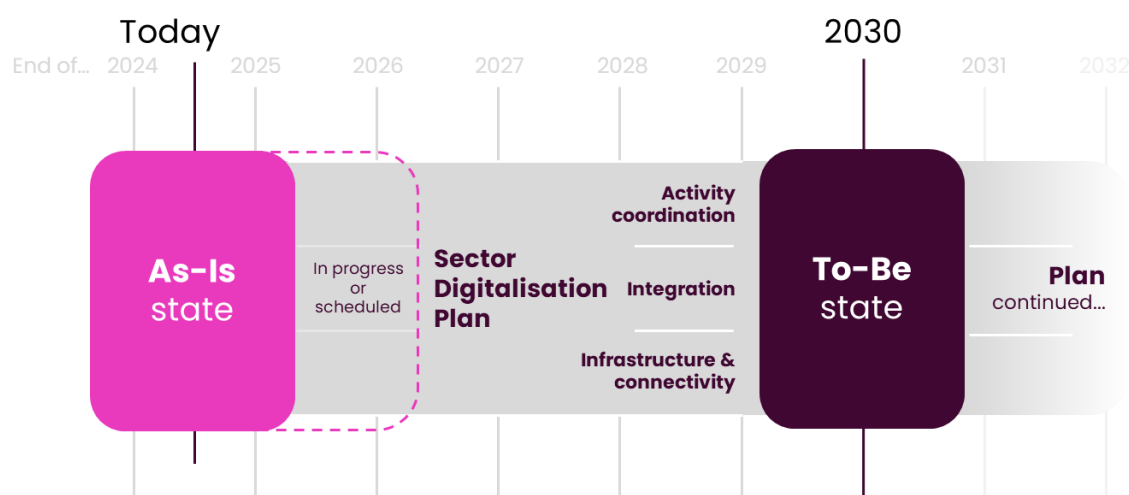 Today
2030
End of... 2024 2025 2026 2027 2028 2029 2031 2032
As-Is
state
In progress
or
scheduled
Sector
Digitalisation
Plan
Activity
coordination
Integration
Infrastructure &
connectivity
To-Be
state
Plan
continued...